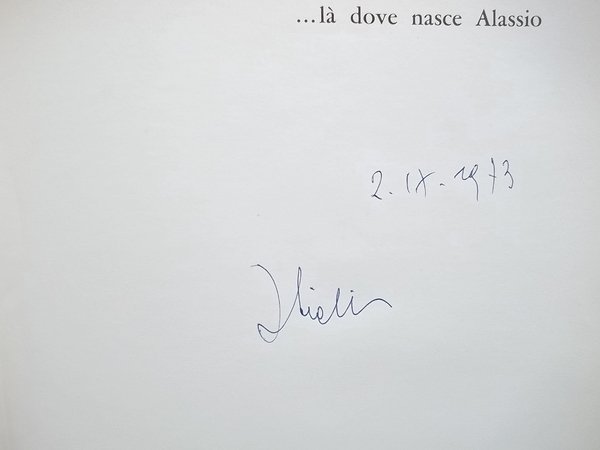 ...là dove nasce Alassio
2. IX. 1973